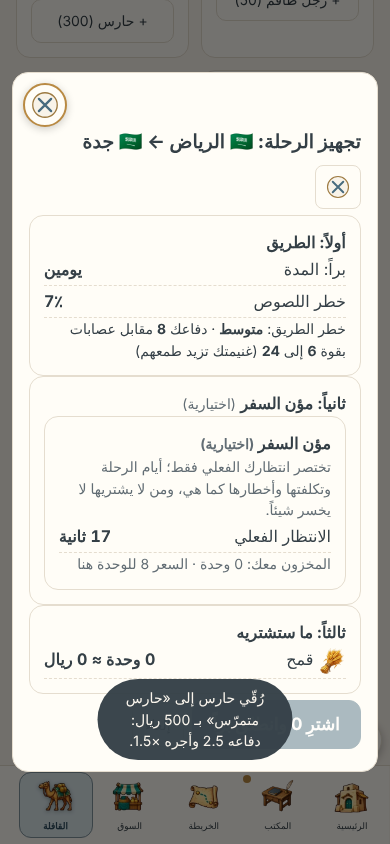 + رجل طاقم (50)
+ حارس (300)
تجهيز الرحلة: 🇸🇦 الرياض ← 🇸🇦 جدة
أولاً: الطريق
براً: المدة يومين
خطر اللصوص 7٪
خطر الطريق: متوسط · دفاعك 8 مقابل عصابات
بقوة 6 إلى 24 (غنيمتك تزيد طمعهم)
ثانياً: مؤن السفر (اختيارية)
مؤن السفر (اختيارية)
تختصر انتظارك الفعلي فقط؛ أيام الرحلة
وتكلفتها وأخطارها كما هي، ومن لا يشتريها لا
يخسر شيئاً.
الانتظار الفعلي 17 ثانية
المخزون معك: 0 وحدة · السعر 8 للوحدة هنا
ثالثاً: ما ستشتريه
قمح 0 وحدة ≈ 0 ريال
اشترِ 0
رُقّي حارس إلى «حارس
متمرّس» بـ 500 ريال:
دفاعه 2.5 وأجره ×1.5.
الرئيسية
المكتب
الخريطة
السوق
القافلة